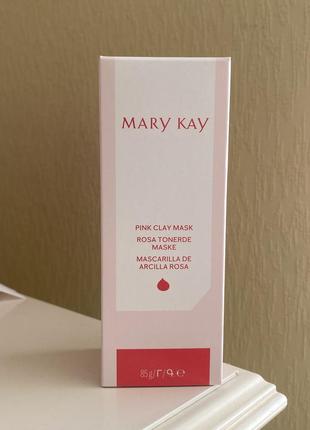 MARY KAY
PINK CLAY MASK
ROSA TONERDE
MASKE
MASCARILLA DE
ARCILLA ROSA
85 g/Г/Գ ℮